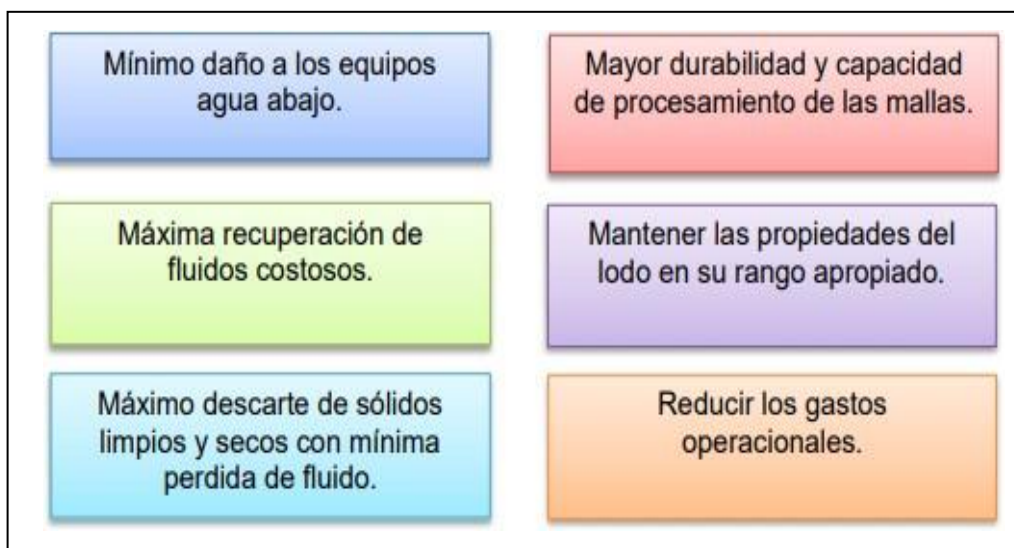 Mínimo daño a los equipos
agua abajo.
Mayor durabilidad y capacidad
de procesamiento de las mallas.
Máxima recuperación de
fluidos costosos.
Mantener las propiedades del
lodo en su rango apropiado.
Máximo descarte de sólidos
limpios y secos con mínima
perdida de fluido.
Reducir los gastos
operacionales.